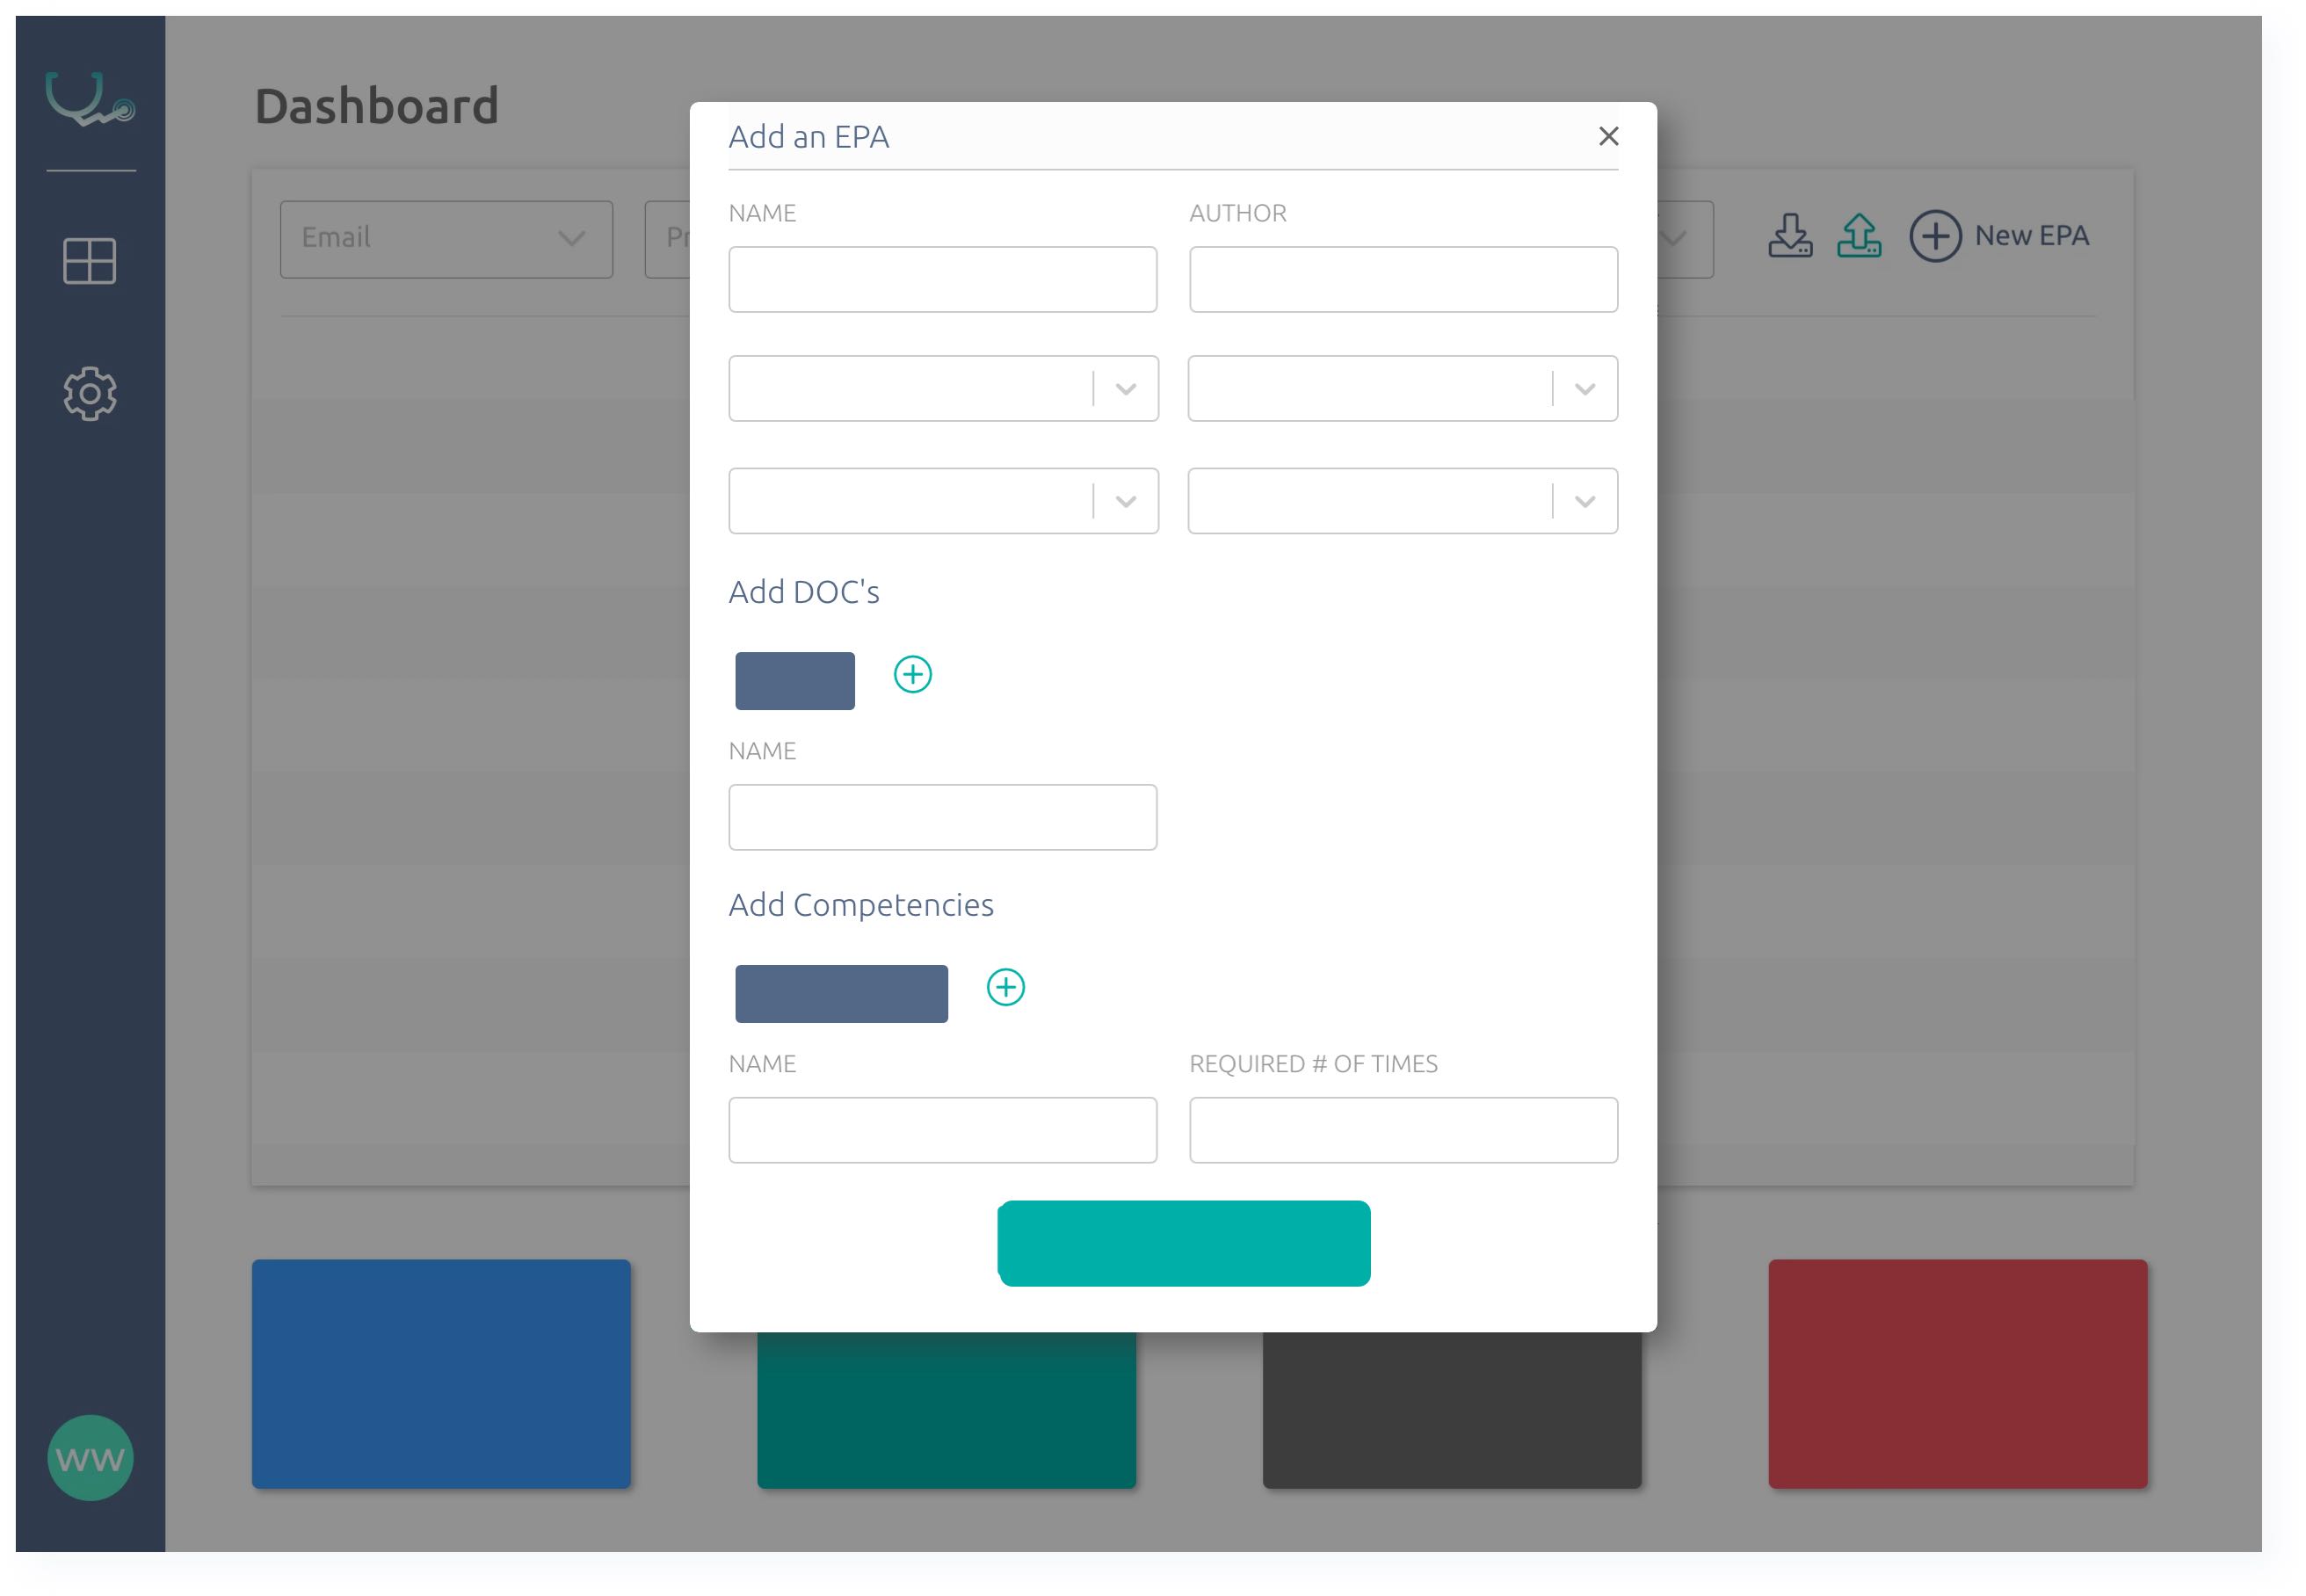 Dashboard
Email
Pr
New EPA
Add an EPA
NAME
AUTHOR
Add DOC's
NAME
Add Competencies
NAME
REQUIRED # OF TIMES
WW